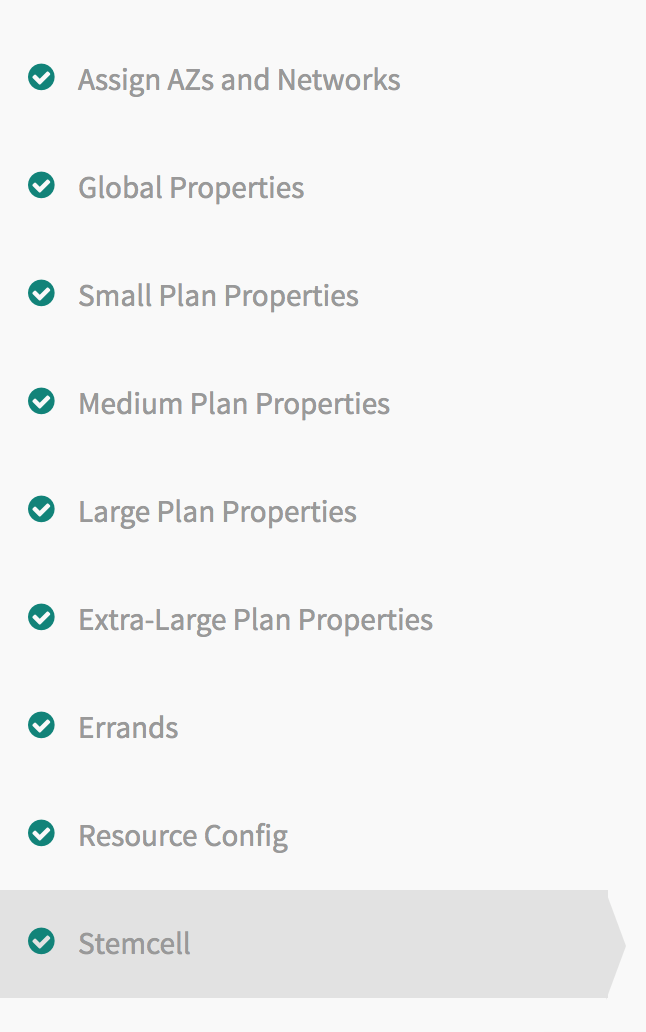 Assign AZs and Networks
Global Properties
Small Plan Properties
Medium Plan Properties
Large Plan Properties
Extra-Large Plan Properties
Errands
Resource Config
Stemcell